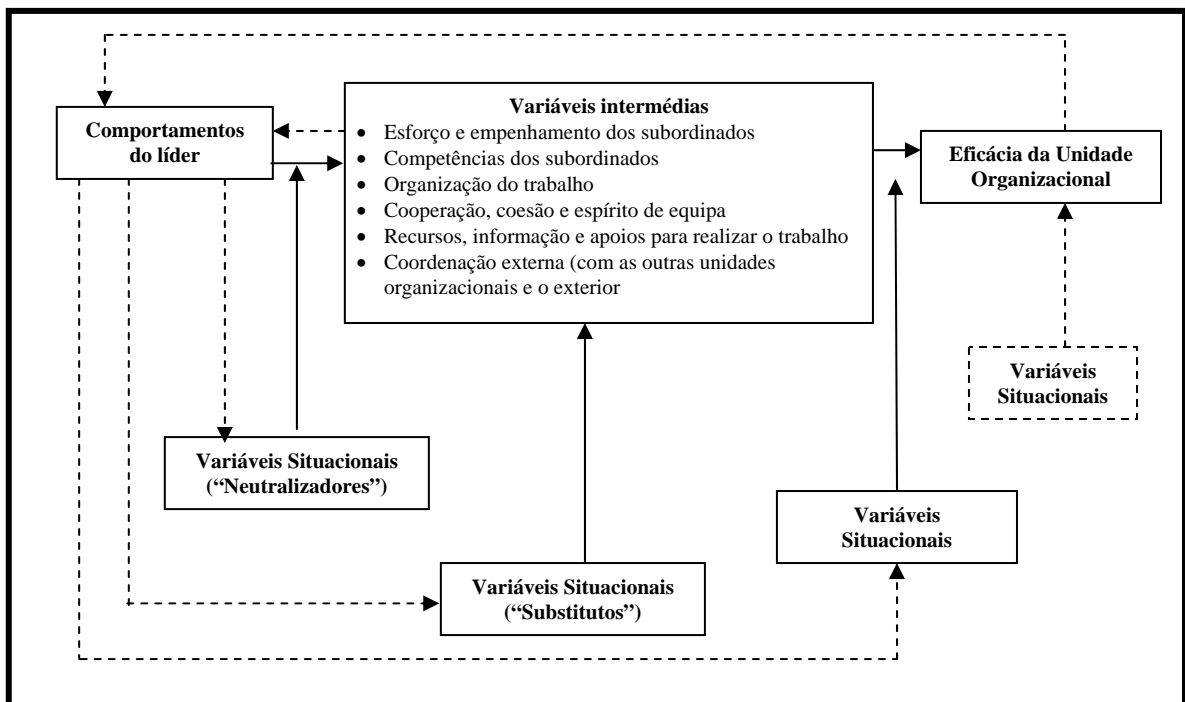 Comportamentos
do líder
Variáveis intermédias
• Esforço e empenhamento dos subordinados
• Competências dos subordinados
• Organização do trabalho
• Cooperação, coesão e espírito de equipa
• Recursos, informação e apoios para realizar o trabalho
• Coordenação externa (com as outras unidades
organizacionais e o exterior
Eficácia da Unidade
Organizacional
Variáveis
Situacionais
Variáveis Situacionais
(“Neutralizadores”)
Variáveis
Situacionais
Variáveis Situacionais
(“Substitutos”)